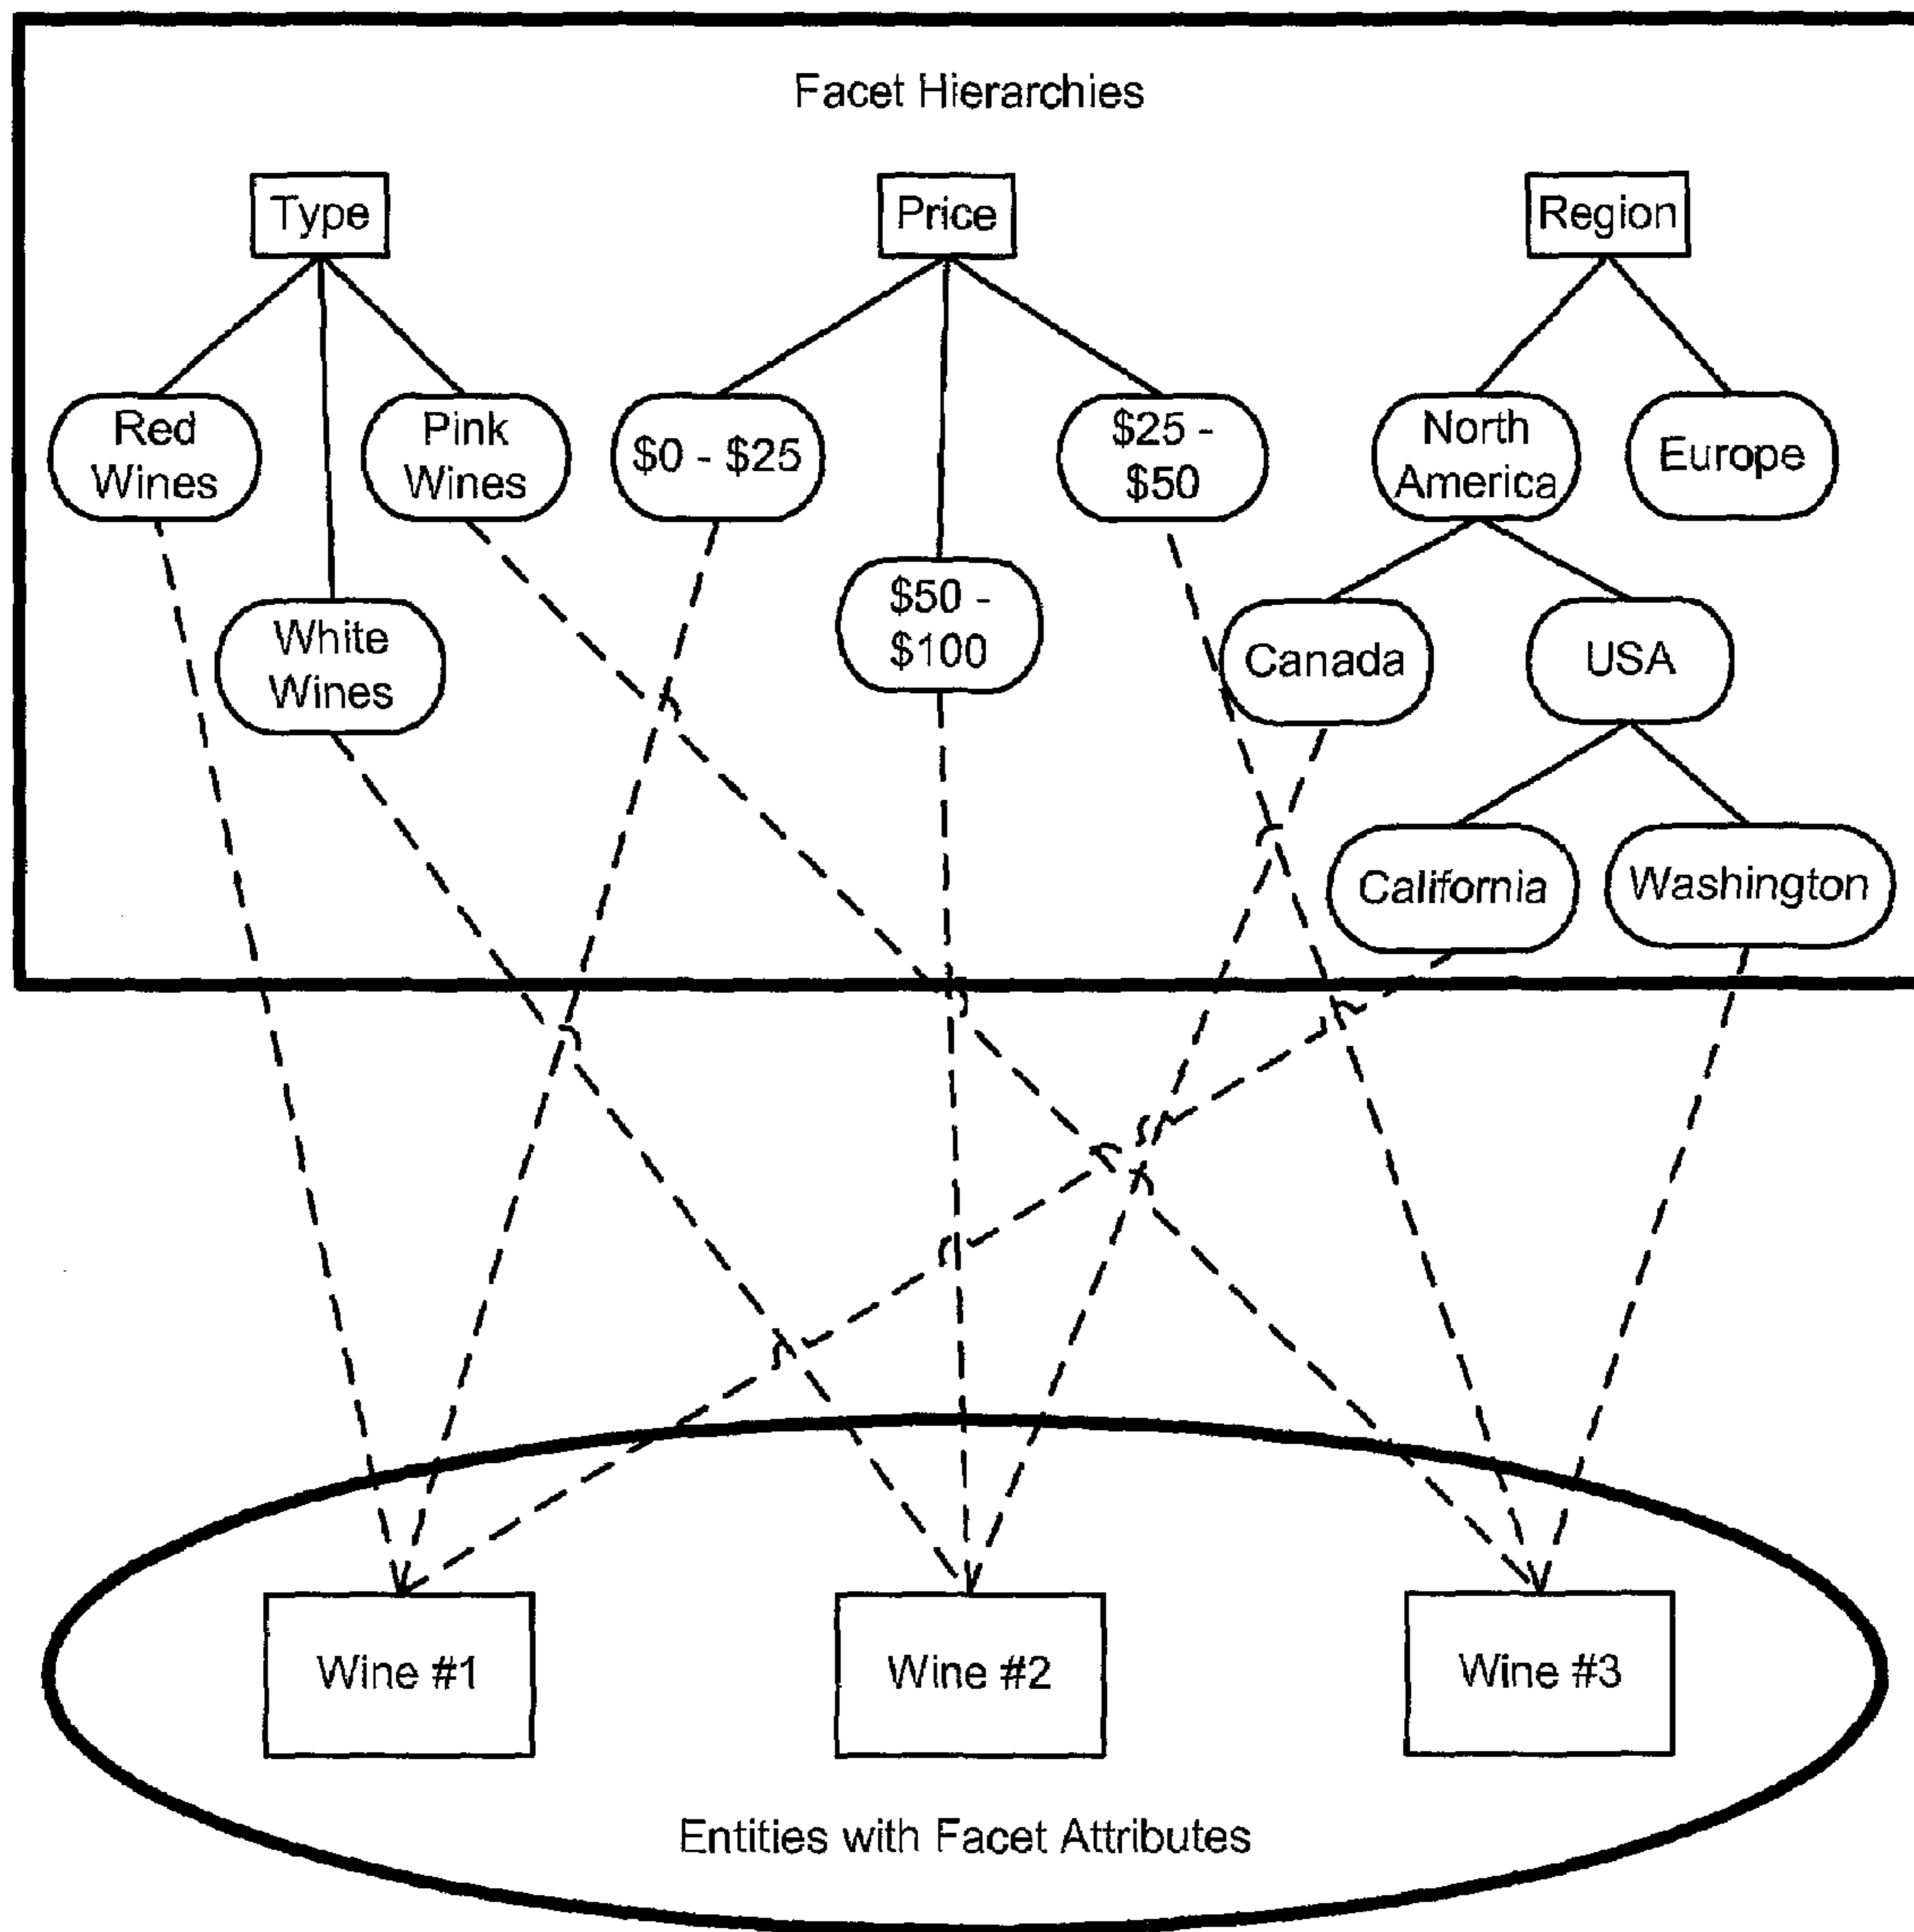 Facet Hierarchies
Type
Price
Region
Red
Wines
Pink
Wines
$0 - $25
$25 -
$50
North
America
Europe
White
Wines
$50 -
$100
Canada
USA
California
Washington
Wine #1
Wine #2
Wine #3
Entities with Facet Attributes